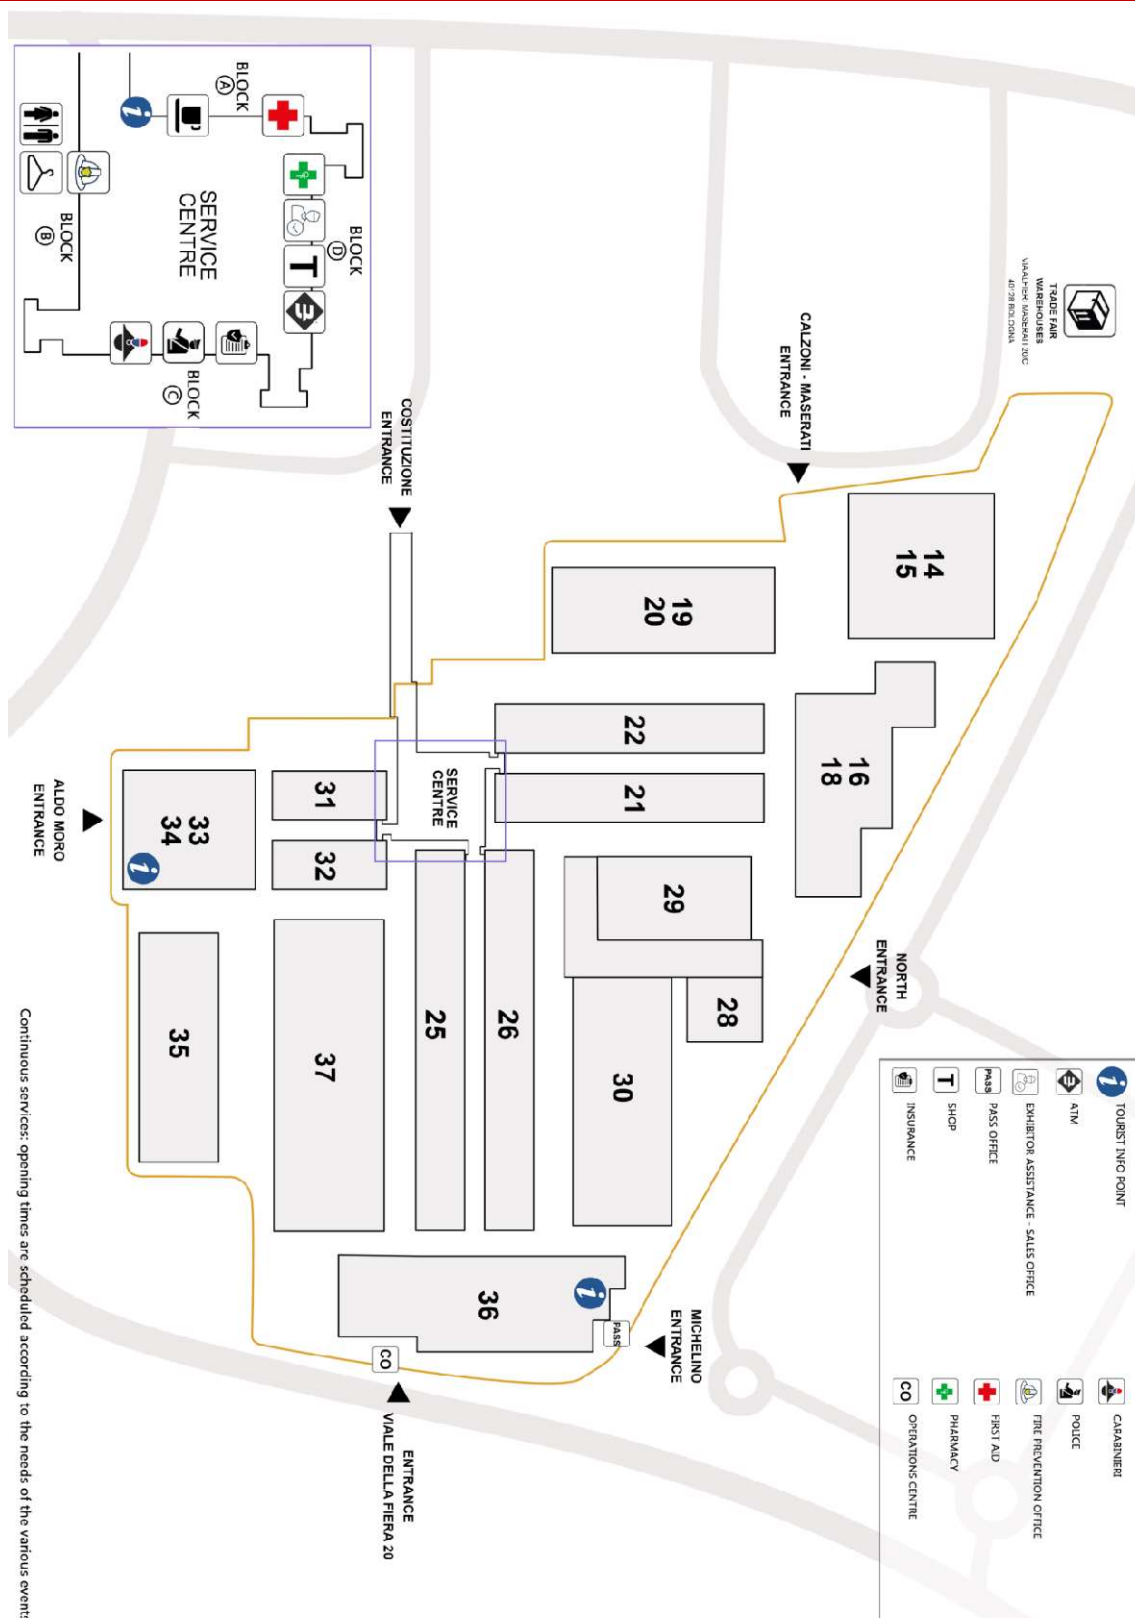 BLOCK
A
BLOCK
D
SERVICE
CENTRE
BLOCK
B
BLOCK
C
T
i
TRADE FAIR
WAREHOUSES
40128 BOLOGNA
CALZONI - MASERATI
ENTRANCE
COSTITUZIONE
ENTRANCE
14
15
19
20
16
18
22
21
SERVICE
CENTRE
31
32
33
34
i
ALDO MORO
ENTRANCE
29
28
NORTH
ENTRANCE
26
25
30
37
35
36
i
PASS
MICHELINO
ENTRANCE
CO
ENTRANCE
VIALE DELLA FIERA 20
i TOURIST INFO POINT
ATM
EXHIBITOR ASSISTANCE - SALES OFFICE
PASS PASS OFFICE
T SHOP
INSURANCE
CARABINIERI
POLICE
FIRE PREVENTION OFFICE
FIRST AID
PHARMACY
CO OPERATIONS CENTRE
Continuous services: opening times are scheduled according to the needs of the various events